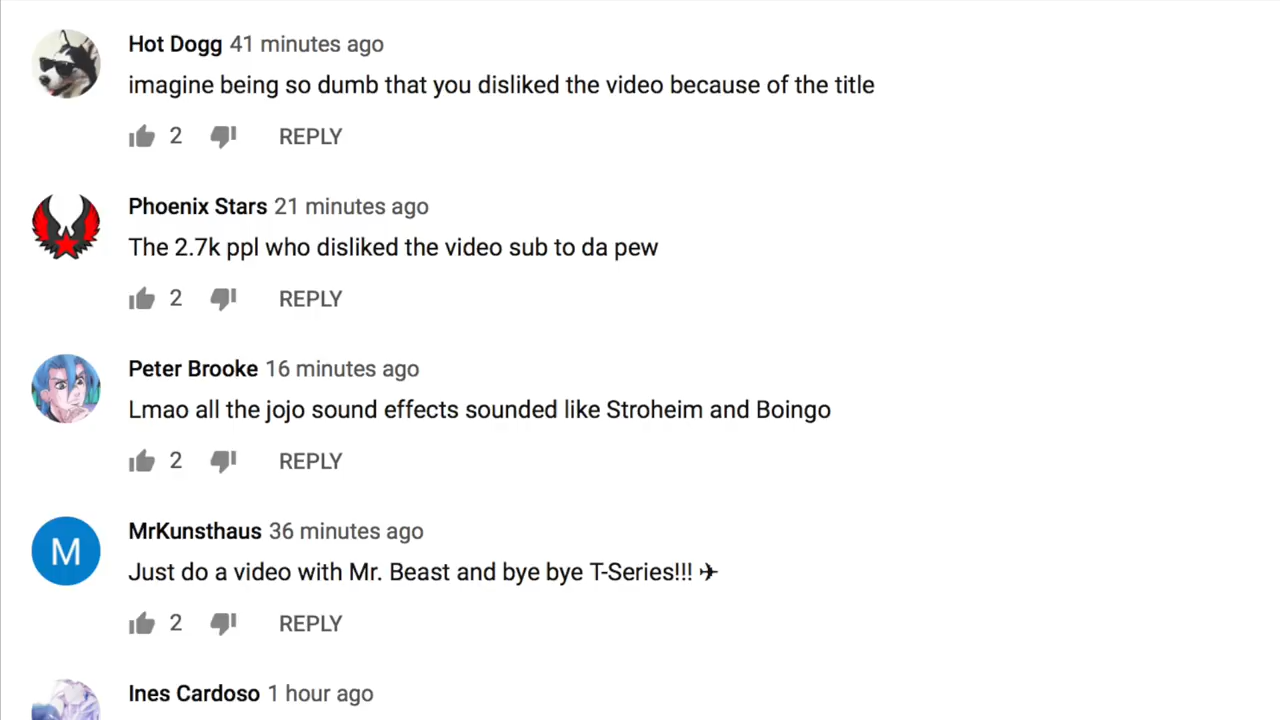 Hot Dogg 41 minutes ago
imagine being so dumb that you disliked the video because of the title
2 REPLY
Phoenix Stars 21 minutes ago
The 2.7k ppl who disliked the video sub to da pew
2 REPLY
Peter Brooke 16 minutes ago
Lmao all the jojo sound effects sounded like Stroheim and Boingo
2 REPLY
M
MrKunsthaus 36 minutes ago
Just do a video with Mr. Beast and bye bye T-Series!!! ✈
2 REPLY
Ines Cardoso 1 hour ago